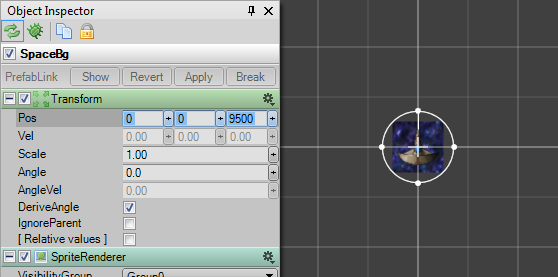 Object Inspector
SpaceBg
PrefabLink Show Revert Apply Break
Transform
Pos 0 0 9500
Vel 0.00 0.00 0.00
Scale 1.00
Angle 0.0
AngleVel 0.00
DeriveAngle
IgnoreParent
[ Relative values ]
SpriteRenderer
VisibilityGroup Group0